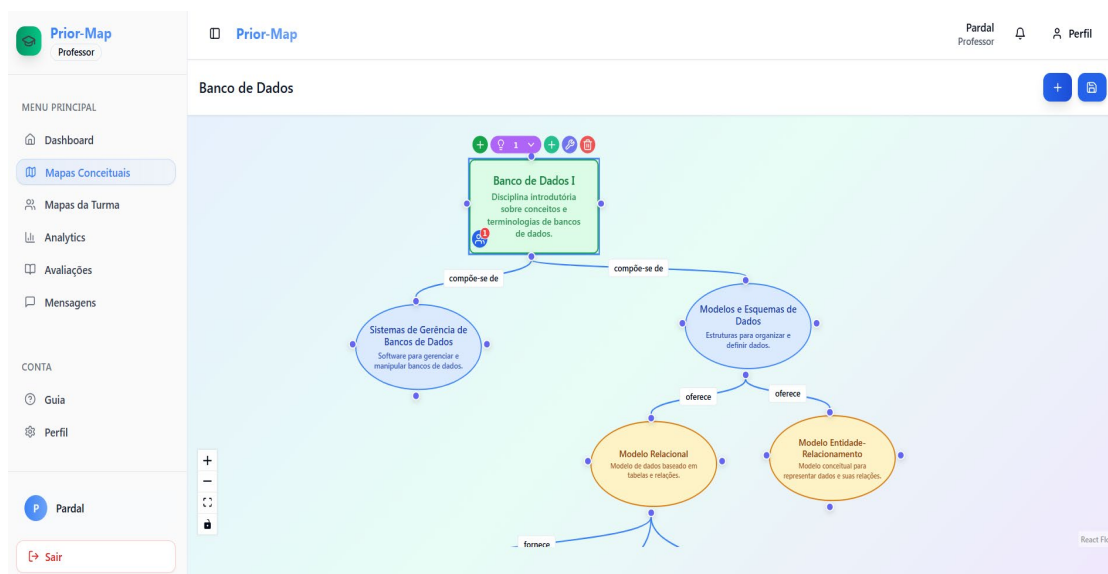 Prior-Map
Professor
MENU PRINCIPAL
Dashboard
Mapas Conceituais
Mapas da Turma
Analytics
Avaliações
Mensagens
CONTA
Guia
Perfil
P
Pardal
Sair
Prior-Map
Pardal
Professor
Perfil
Banco de Dados
1
Banco de Dados I
Disciplina introdutória
sobre conceitos e
terminologias de bancos
de dados.
1
compõe-se de
compõe-se de
Sistemas de Gerência de
Bancos de Dados
Software para gerenciar e
manipular bancos de dados.
Modelos e Esquemas de
Dados
Estruturas para organizar e
definir dados.
oferece
oferece
Modelo Relacional
Modelo de dados baseado em
tabelas e relações.
Modelo Entidade-
Relacionamento
Modelo conceitual para
representar dados e suas relações.
fornece
React Flo